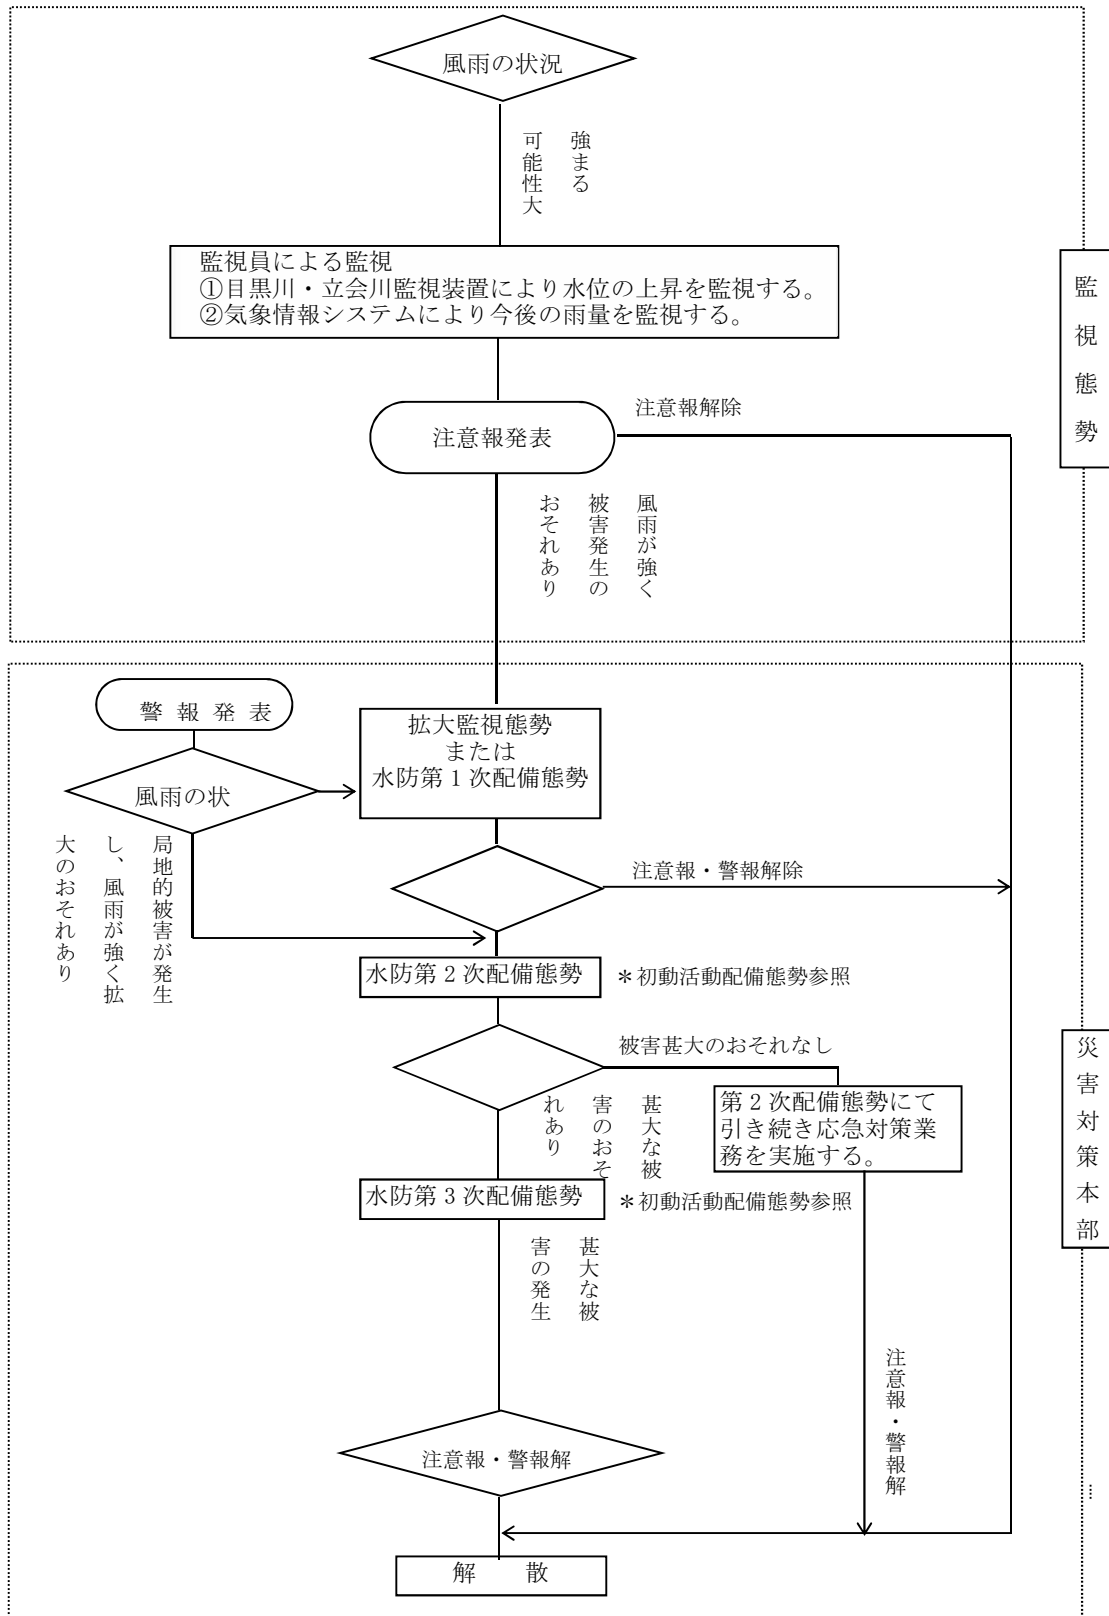 風雨の状況
強まる
可能性大
監視員による監視
①目黒川・立会川監視装置により水位の上昇を監視する。
②気象情報システムにより今後の雨量を監視する。
監視態勢
注意報発表
注意報解除
風雨が強く
被害発生の
おそれあり
警報発表
風雨の状
拡大監視態勢
または
水防第1次配備態勢
局地的被害が発生
し、風雨が強く拡
大のおそれあり
注意報・警報解除
水防第2次配備態勢
＊初動活動配備態勢参照
被害甚大のおそれなし
第2次配備態勢にて
引き続き応急対策業
務を実施する。
甚大な被
害のおそ
れあり
災害対策本部
水防第3次配備態勢
＊初動活動配備態勢参照
甚大な被
害の発生
注意報・警報解
注意報・警報解
解　散